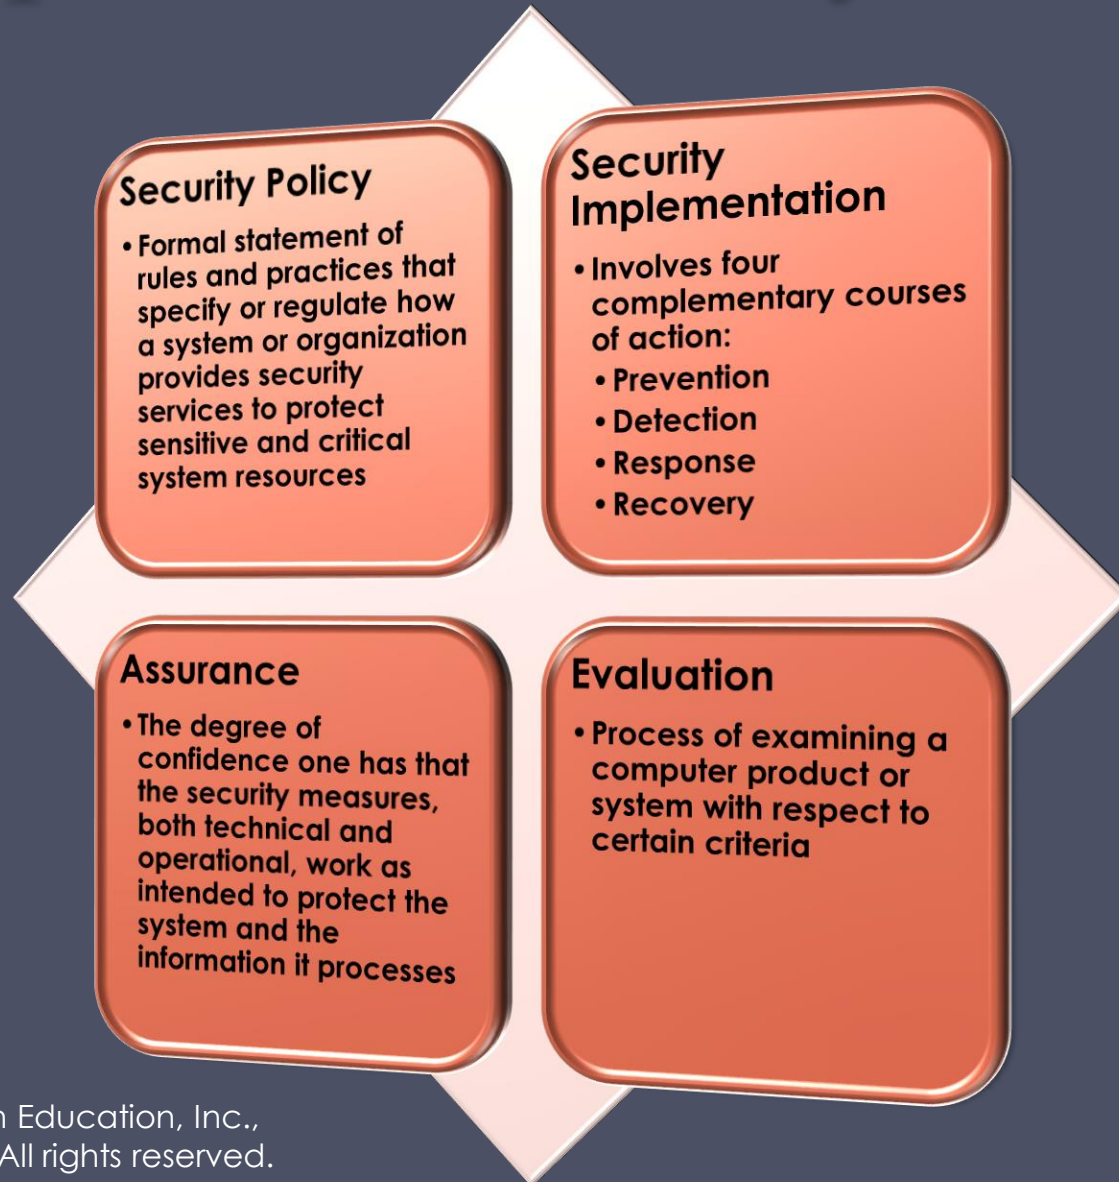 Security Policy
• Formal statement of
rules and practices that
specify or regulate how
a system or organization
provides security
services to protect
sensitive and critical
system resources
Security
Implementation
• Involves four
complementary courses
of action:
• Prevention
• Detection
• Response
• Recovery
Assurance
• The degree of
confidence one has that
the security measures,
both technical and
operational, work as
intended to protect the
system and the
information it processes
Evaluation
• Process of examining a
computer product or
system with respect to
certain criteria
Education, Inc.,
All rights reserved.